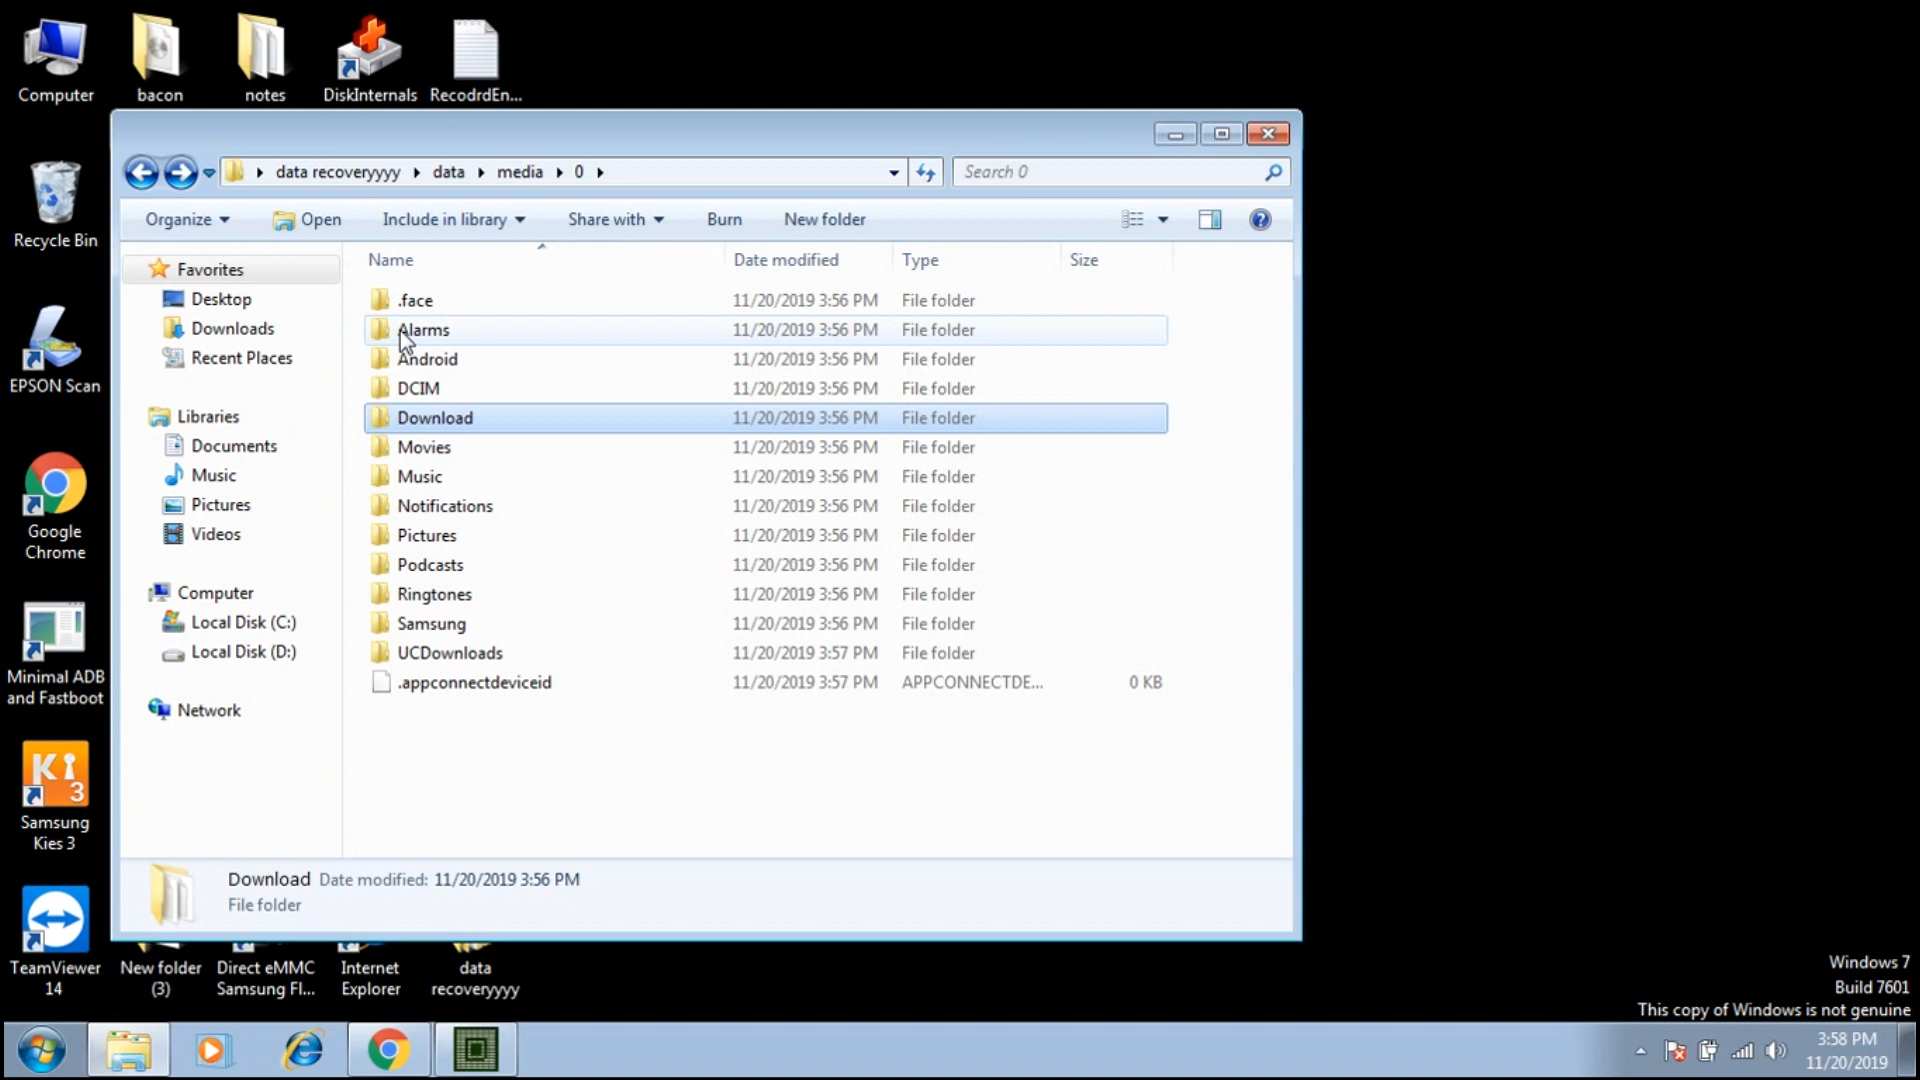 Computer
bacon
notes
DiskInternals
RecodrdEn...
Recycle Bin
EPSON Scan
Google
Chrome
Minimal ADB
and Fastboot
Samsung
Kies 3
TeamViewer
14
New folder
(3)
Direct eMMC
Samsung Fl...
Internet
Explorer
data
recoveryyyy
data recoveryyyy
data
media
0
Search 0
Organize
Open
Include in library
Share with
Burn
New folder
Favorites
Desktop
Downloads
Recent Places
Libraries
Documents
Music
Pictures
Videos
Computer
Local Disk (C:)
Local Disk (D:)
Network
Name Date modified Type Size
.face 11/20/2019 3:56 PM File folder
Alarms 11/20/2019 3:56 PM File folder
Android 11/20/2019 3:56 PM File folder
DCIM 11/20/2019 3:56 PM File folder
Download 11/20/2019 3:56 PM File folder
Movies 11/20/2019 3:56 PM File folder
Music 11/20/2019 3:56 PM File folder
Notifications 11/20/2019 3:56 PM File folder
Pictures 11/20/2019 3:56 PM File folder
Podcasts 11/20/2019 3:56 PM File folder
Ringtones 11/20/2019 3:56 PM File folder
Samsung 11/20/2019 3:56 PM File folder
UCDownloads 11/20/2019 3:57 PM File folder
.appconnectdeviceid 11/20/2019 3:57 PM APPCONNECTDE... 0 KB
Download Date modified: 11/20/2019 3:56 PM
File folder
Windows 7
Build 7601
This copy of Windows is not genuine
3:58 PM
11/20/2019
Ki
3